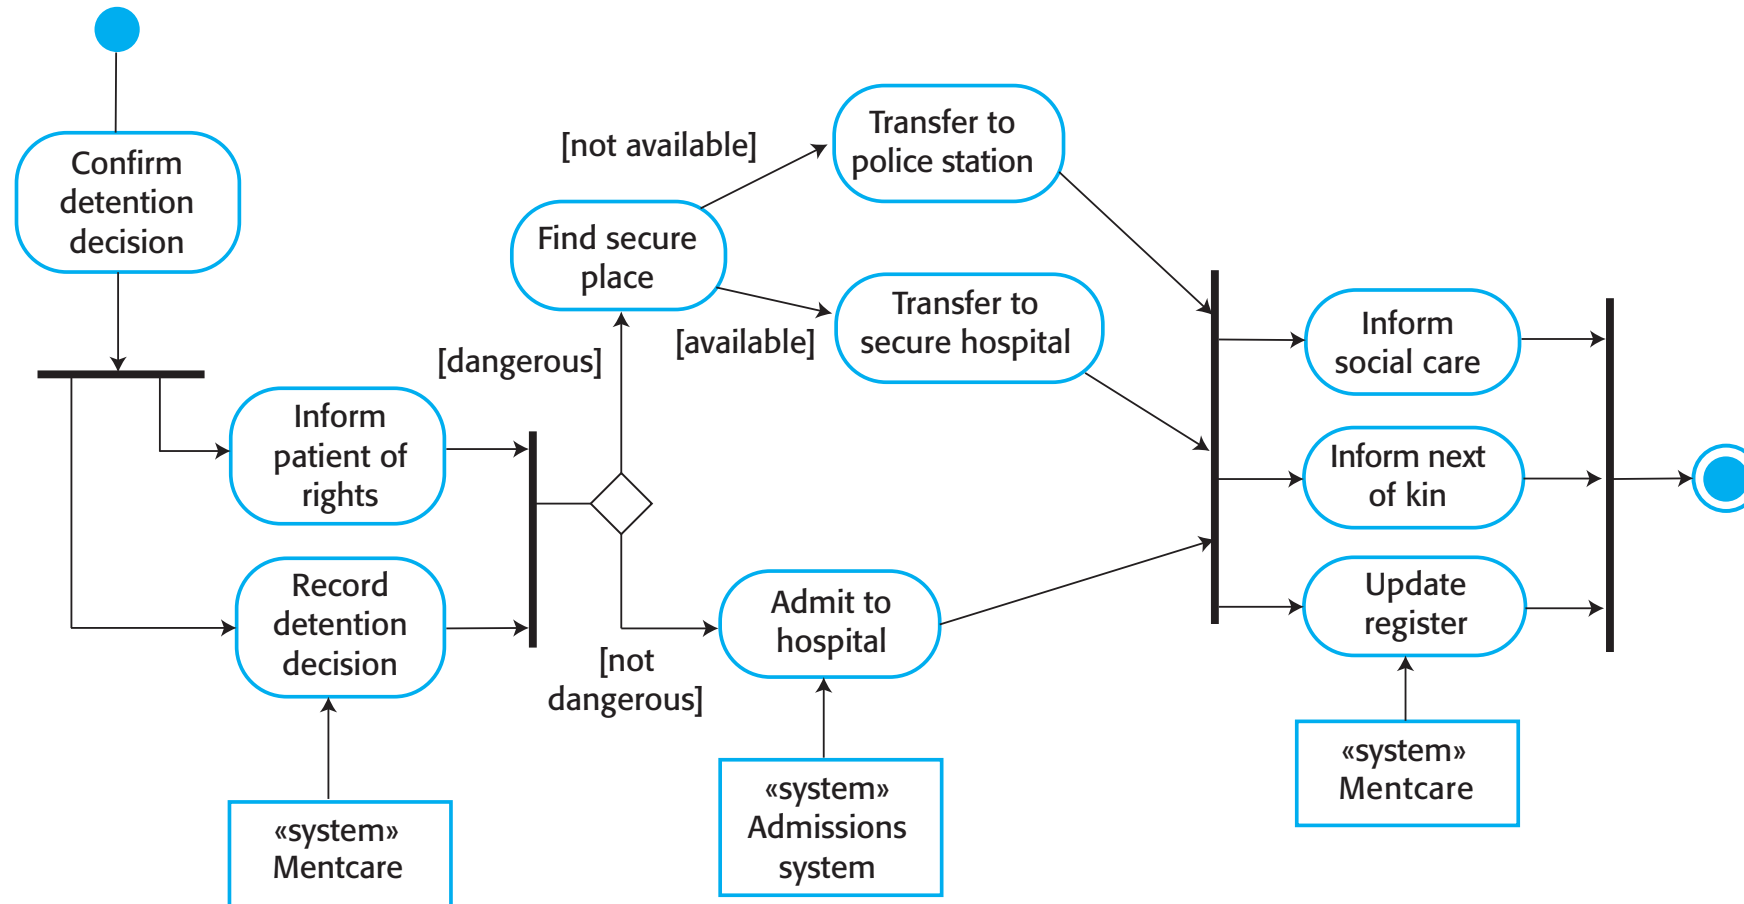 Confirm
detention
decision
Inform
patient of
rights
Record
detention
decision
«system»
Mentcare
[dangerous]
[not
dangerous]
Find secure
place
[not available]
[available]
Transfer to
police station
Transfer to
secure hospital
Admit to
hospital
«system»
Admissions
system
Inform
social care
Inform next
of kin
Update
register
«system»
Mentcare